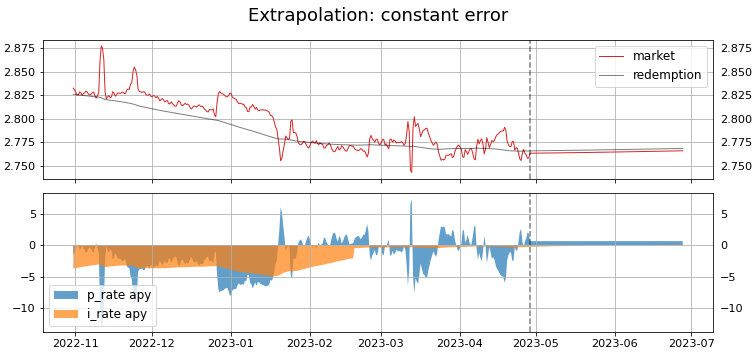 Extrapolation: constant error
2.875 2.875
2.850 2.850
2.825 2.825
2.800 2.800
2.775 2.775
2.750 2.750
market
redemption
5 5
0 0
−5 −5
−10 −10
p_rate apy
i_rate apy
2022-11 2022-12 2023-01 2023-02 2023-03 2023-04 2023-05 2023-06 2023-07